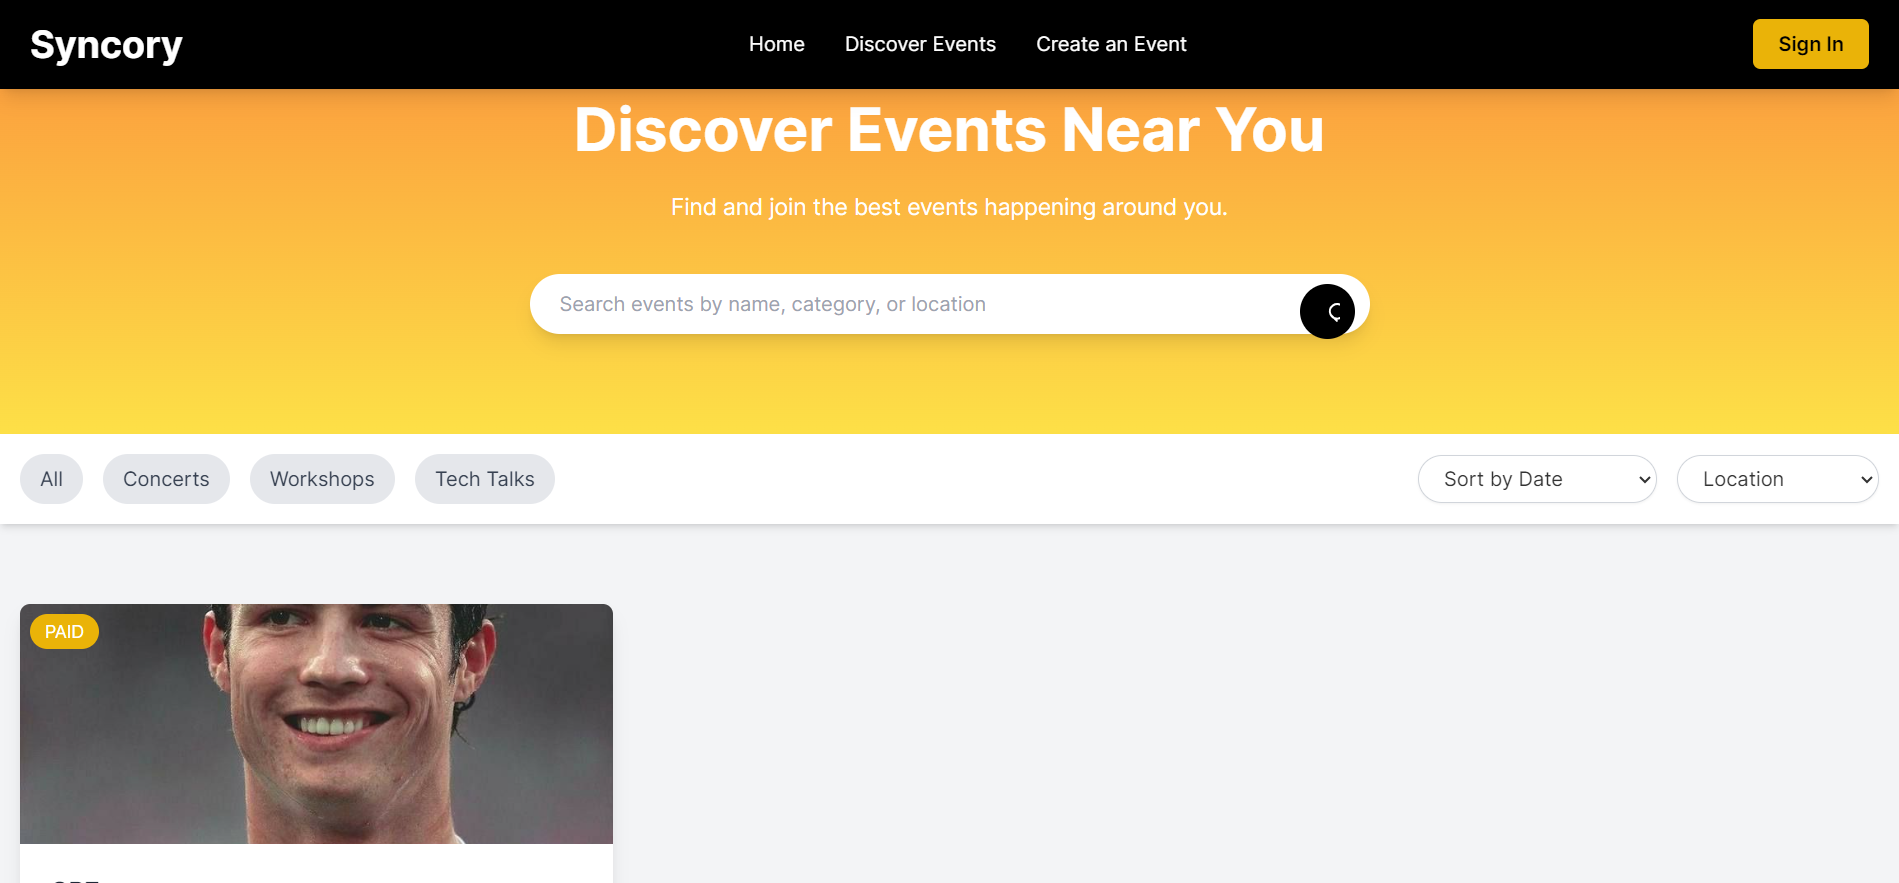 Syncory
Home
Discover Events
Create an Event
Sign In
Discover Events Near You
Find and join the best events happening around you.
Search events by name, category, or location
All
Concerts
Workshops
Tech Talks
Sort by Date
Location
PAID